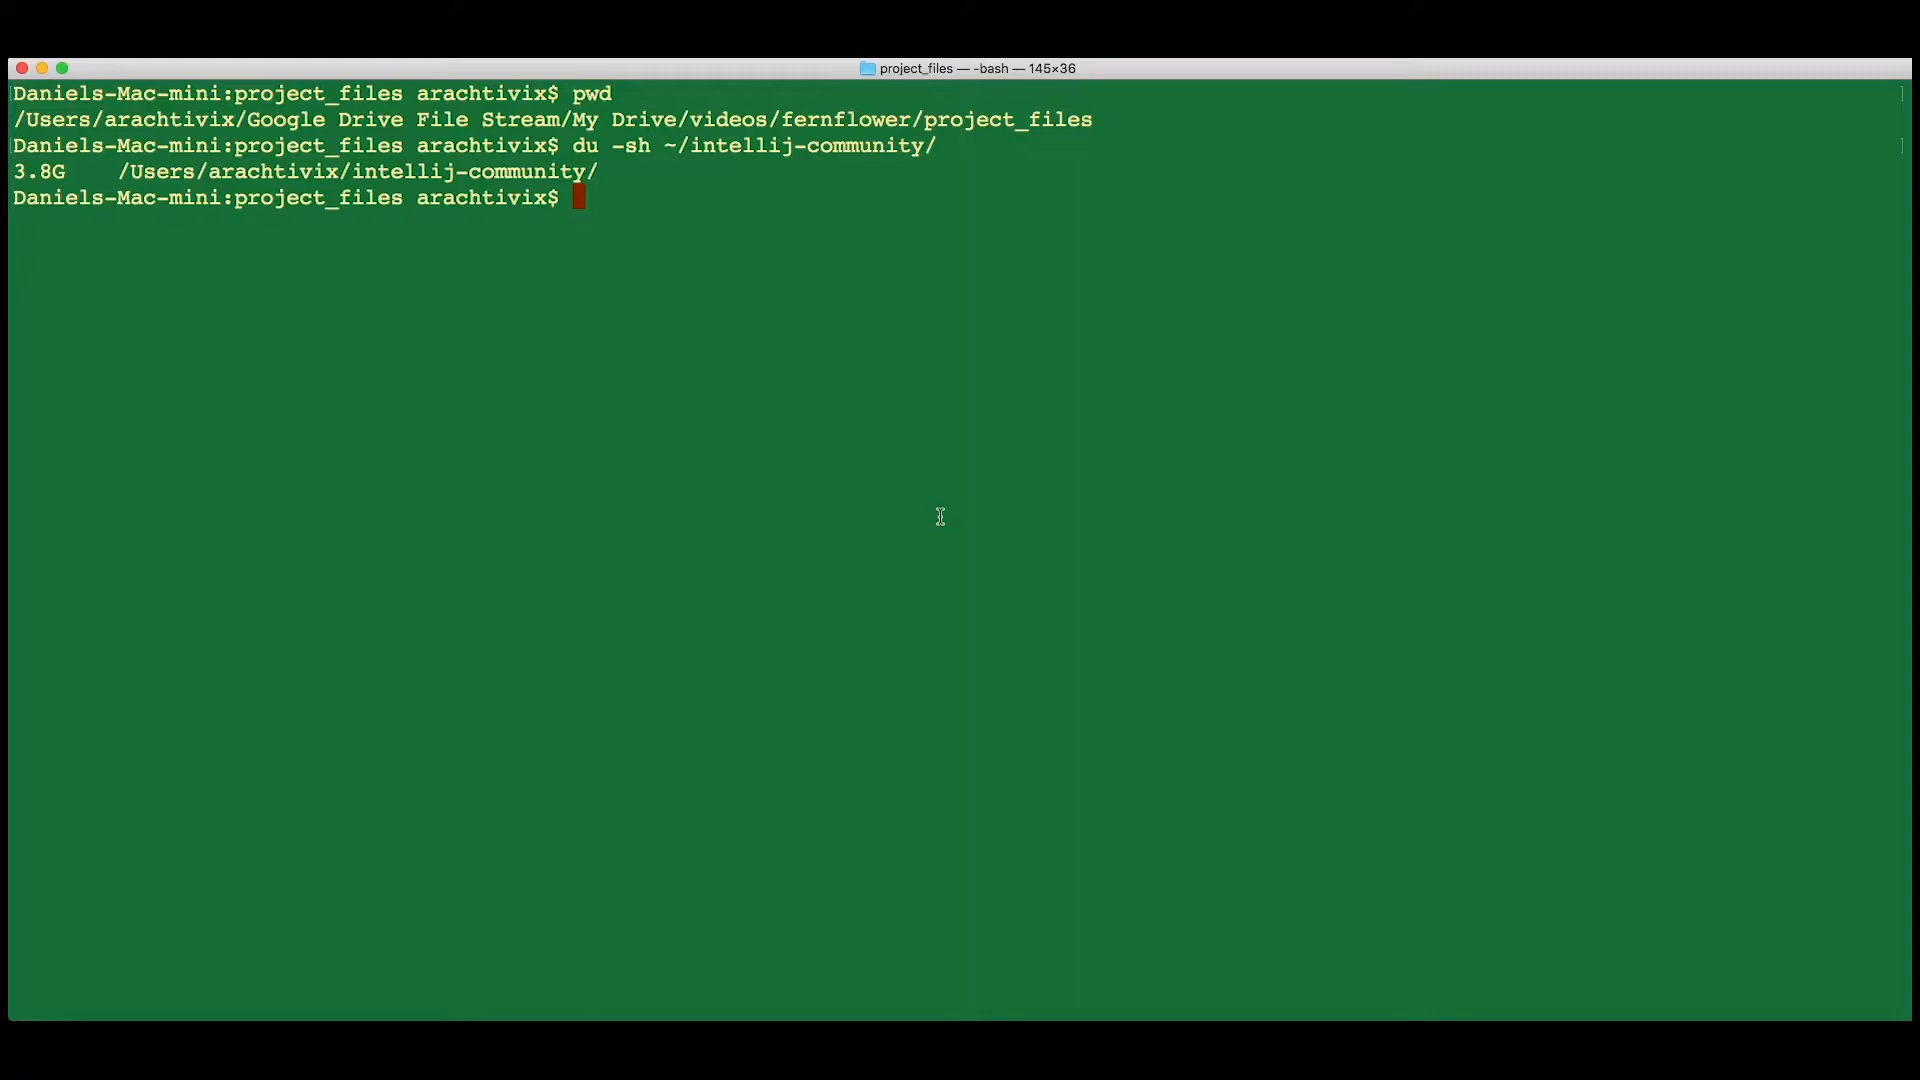 project_files — -bash — 145×36
Daniels-Mac-mini:project_files arachtivix$ pwd
/Users/arachtivix/Google Drive File Stream/My Drive/videos/fernflower/project_files
Daniels-Mac-mini:project_files arachtivix$ du -sh ~/intellij-community/
3.8G    /Users/arachtivix/intellij-community/
Daniels-Mac-mini:project_files arachtivix$